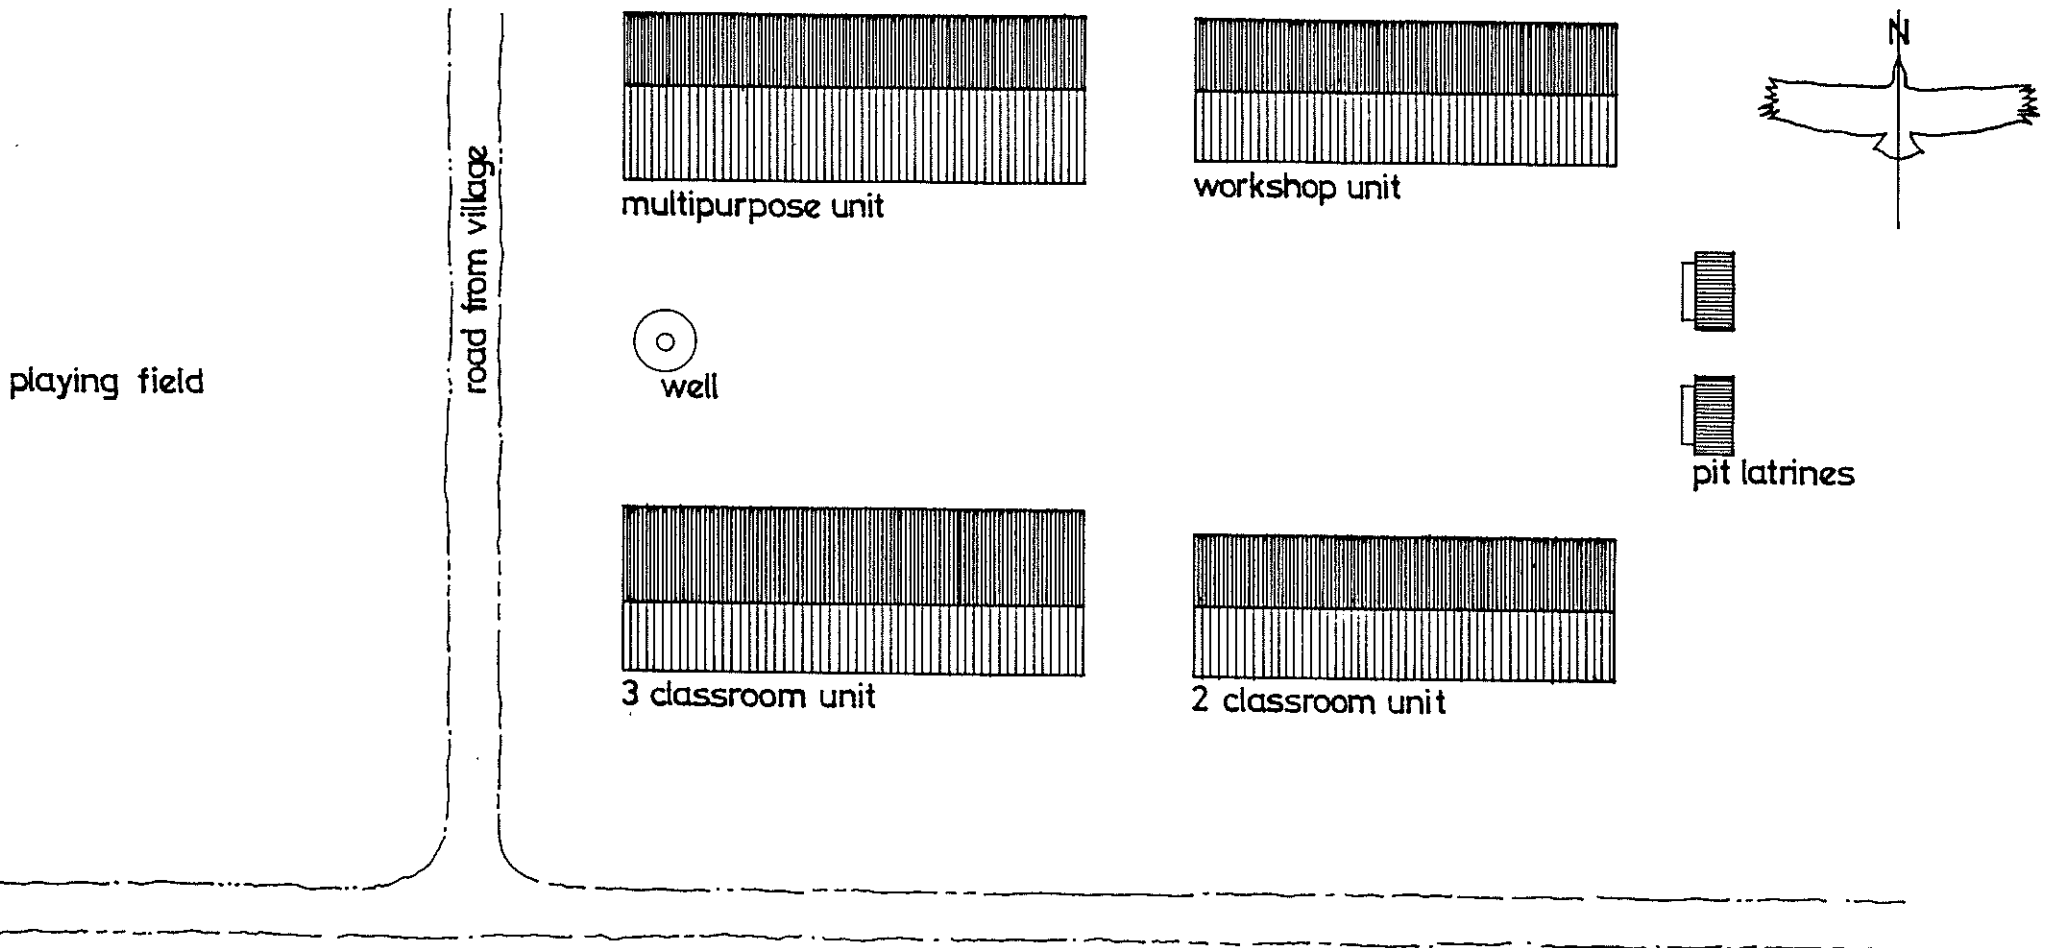 N
multipurpose unit
workshop unit
road from village
playing field
well
pit latrines
3 classroom unit
2 classroom unit